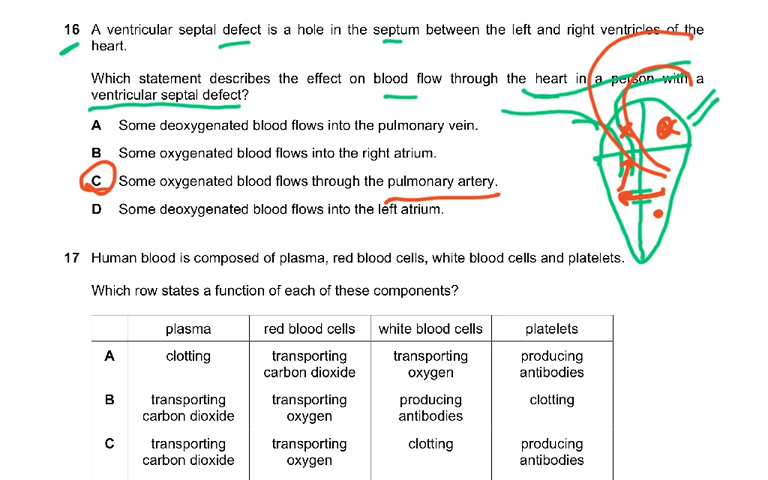 16 A ventricular septal defect is a hole in the septum between the left and right ventricles of the
heart.
Which statement describes the effect on blood flow through the heart in a person with a
ventricular septal defect?
A Some deoxygenated blood flows into the pulmonary vein.
B Some oxygenated blood flows into the right atrium.
C Some oxygenated blood flows through the pulmonary artery.
D Some deoxygenated blood flows into the left atrium.
17 Human blood is composed of plasma, red blood cells, white blood cells and platelets.
Which row states a function of each of these components?
plasma red blood cells white blood cells platelets
A clotting transporting carbon dioxide transporting oxygen producing antibodies
B transporting carbon dioxide transporting oxygen producing antibodies clotting
C transporting carbon dioxide transporting oxygen clotting producing antibodies